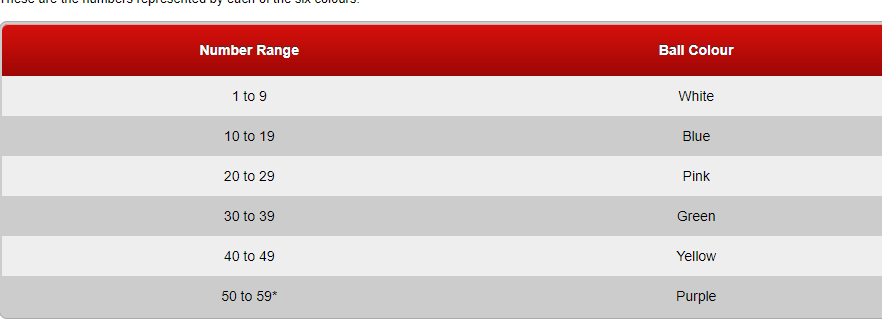 These are the numbers represented by each of the six colours.
Number Range Ball Colour
1 to 9 White
10 to 19 Blue
20 to 29 Pink
30 to 39 Green
40 to 49 Yellow
50 to 59* Purple